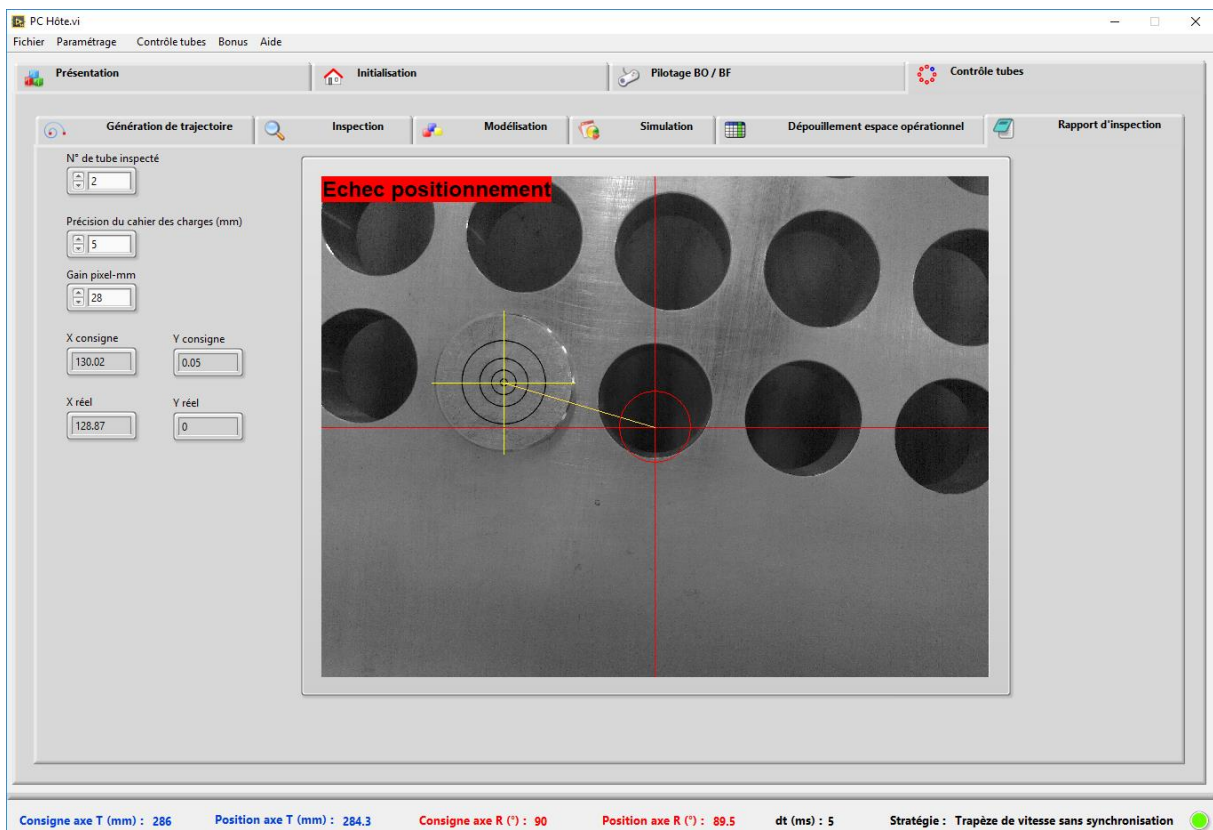 PC Hôte.vi
Fichier Paramétrage Contrôle tubes Bonus Aide
Présentation Initialisation Pilotage BO / BF Contrôle tubes
Génération de trajectoire Inspection Modélisation Simulation Dépouillement espace opérationnel Rapport d'inspection
N° de tube inspecté
2
Précision du cahier des charges (mm)
5
Gain pixel-mm
28
X consigne Y consigne
130.02 0.05
X réel Y réel
128.87 0
Echec positionnement
Consigne axe T (mm) : 286 Position axe T (mm) : 284.3 Consigne axe R (°) : 90 Position axe R (°) : 89.5 dt (ms) : 5 Stratégie : Trapèze de vitesse sans synchronisation